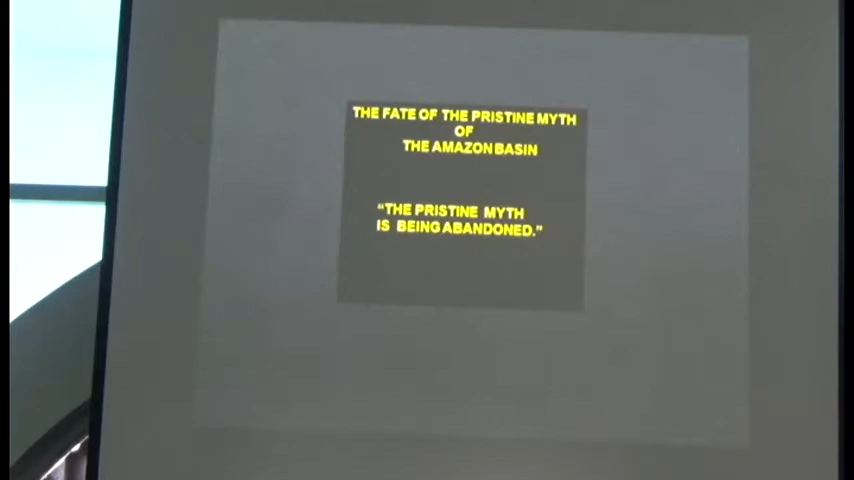 THE FATE OF THE PRISTINE MYTH
OF
THE AMAZON BASIN
“THE PRISTINE MYTH
IS BEING ABANDONED.”